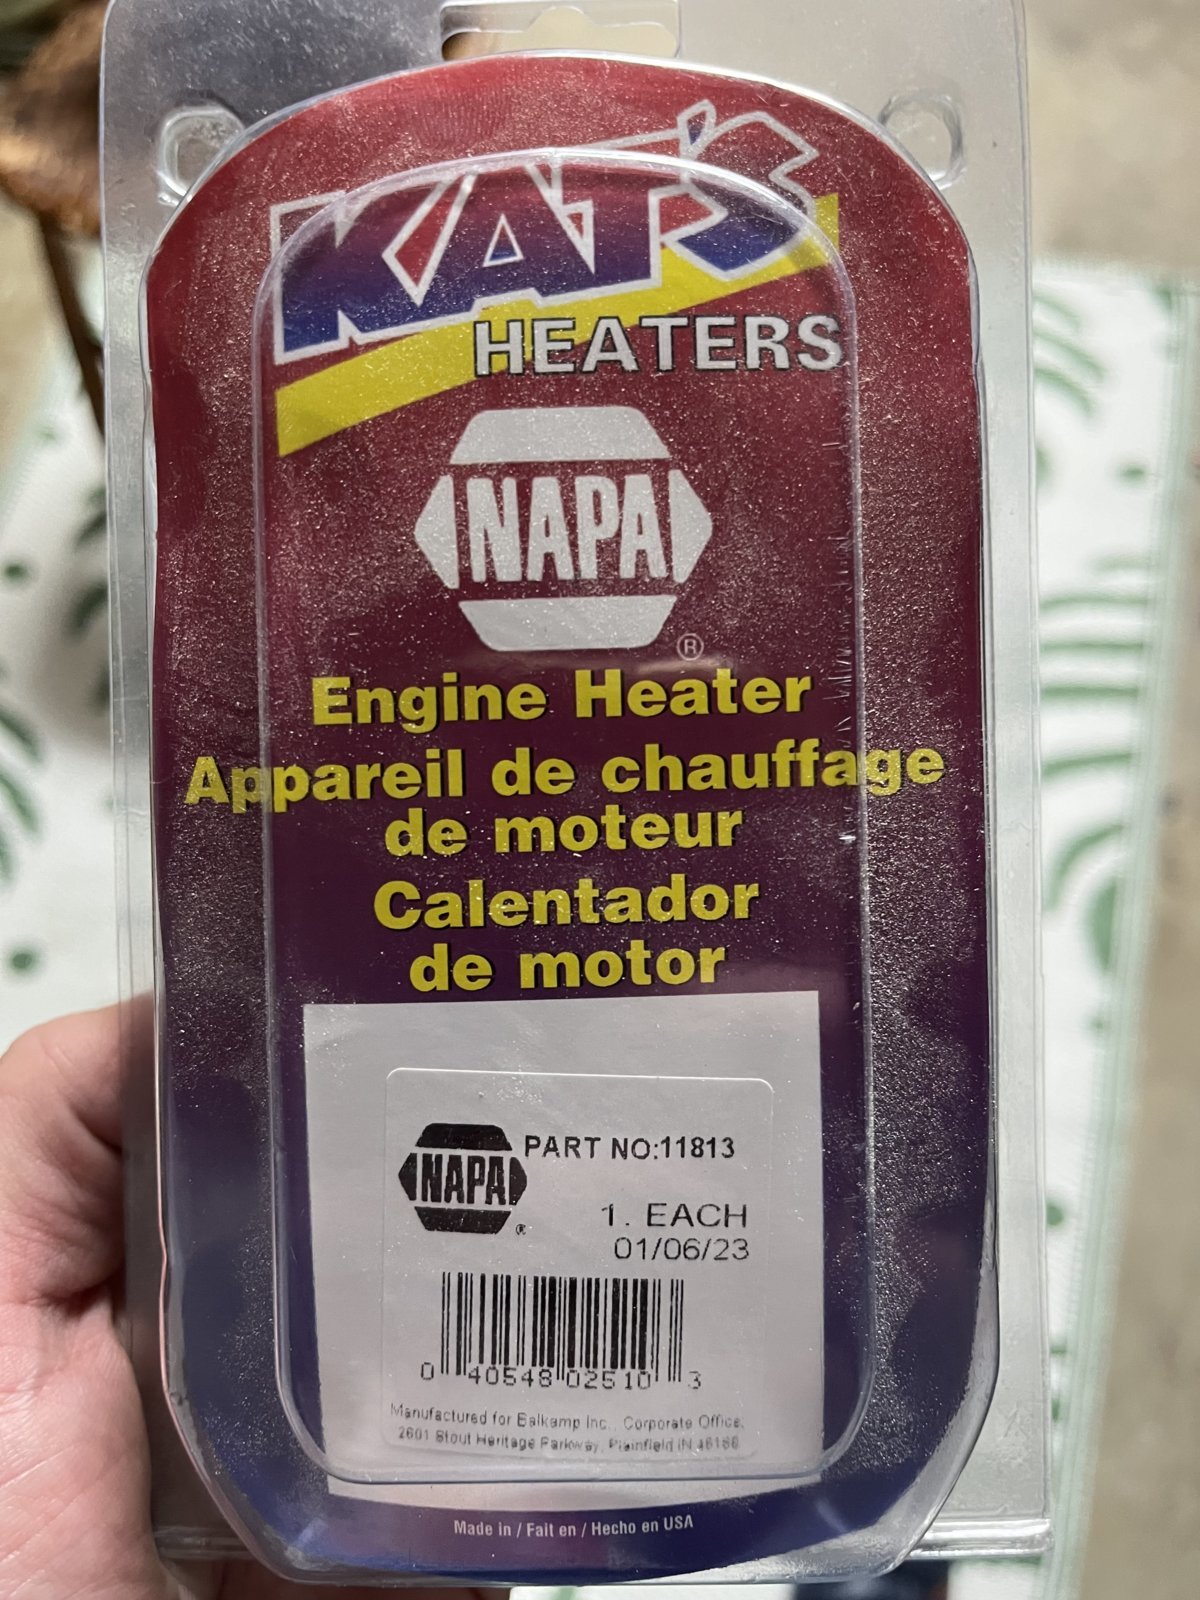 KAT'S
HEATERS
NAPA
®
Engine Heater
Appareil de chauffage
de moteur
Calentador
de motor
NAPA
®
PART NO:11813
1. EACH
01/06/23
0 40548 02510 3
Manufactured for Balkamp Inc., Corporate Office:
2601 Stout Heritage Parkway, Plainfield IN 46168
Made in / Fait en / Hecho en USA